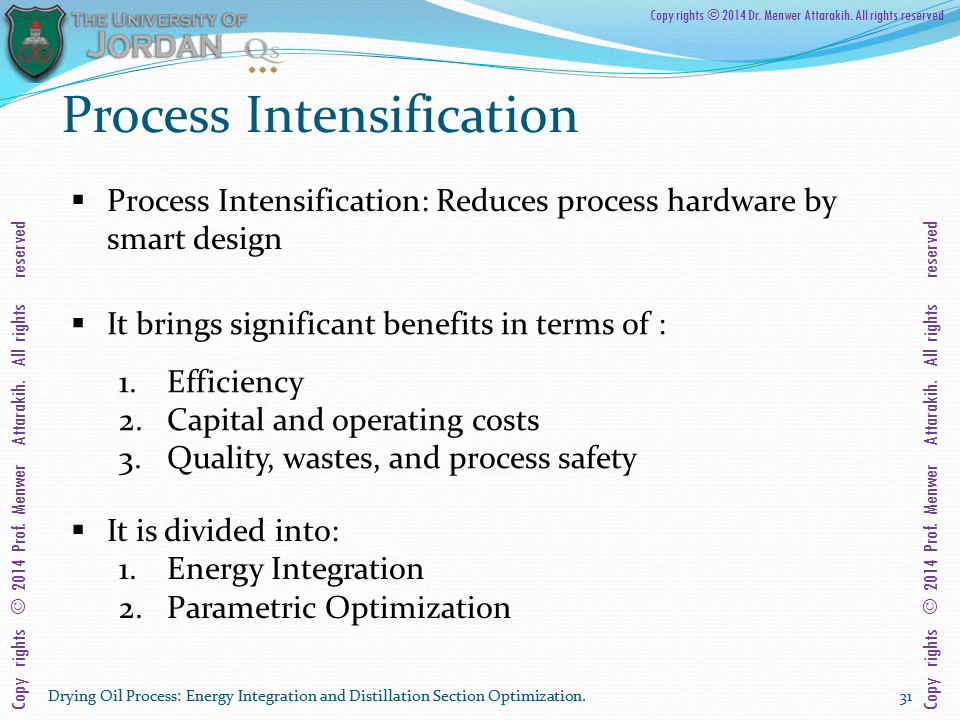 THE UNIVERSITY OF
JORDAN QS
Copy rights © 2014 Dr. Menwer Attarakih. All rights reserved
Process Intensification
▪ Process Intensification: Reduces process hardware by
smart design
▪ It brings significant benefits in terms of :
1. Efficiency
2. Capital and operating costs
3. Quality, wastes, and process safety
▪ It is divided into:
1. Energy Integration
2. Parametric Optimization
Copy rights © 2014 Prof. Menwer Attarakih. All rights reserved
Copy rights © 2014 Prof. Menwer Attarakih. All rights reserved
Drying Oil Process: Energy Integration and Distillation Section Optimization.
31